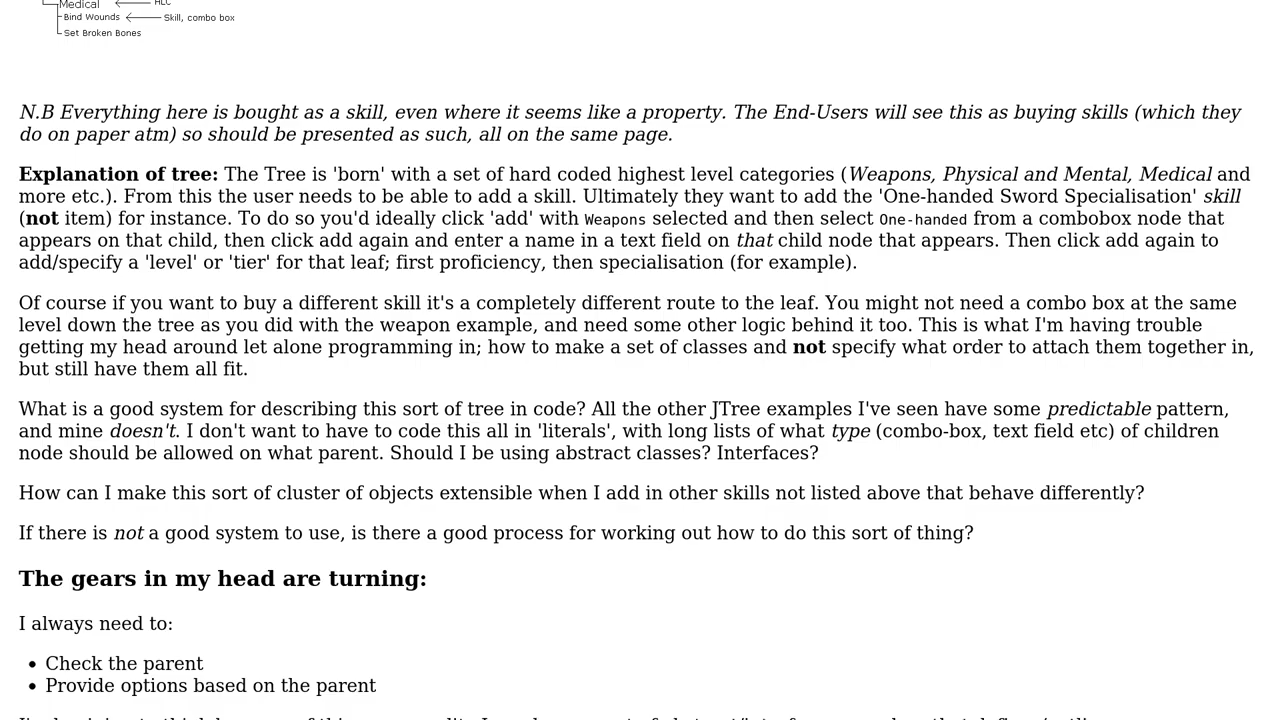 Medical HLC
Bind Wounds Skill, combo box
Set Broken Bones
N.B Everything here is bought as a skill, even where it seems like a property. The End-Users will see this as buying skills (which they
do on paper atm) so should be presented as such, all on the same page.
Explanation of tree: The Tree is 'born' with a set of hard coded highest level categories (Weapons, Physical and Mental, Medical and
more etc.). From this the user needs to be able to add a skill. Ultimately they want to add the 'One-handed Sword Specialisation' skill
(not item) for instance. To do so you'd ideally click 'add' with Weapons selected and then select One-handed from a combobox node that
appears on that child, then click add again and enter a name in a text field on that child node that appears. Then click add again to
add/specify a 'level' or 'tier' for that leaf; first proficiency, then specialisation (for example).
Of course if you want to buy a different skill it's a completely different route to the leaf. You might not need a combo box at the same
level down the tree as you did with the weapon example, and need some other logic behind it too. This is what I'm having trouble
getting my head around let alone programming in; how to make a set of classes and not specify what order to attach them together in,
but still have them all fit.
What is a good system for describing this sort of tree in code? All the other JTree examples I've seen have some predictable pattern,
and mine doesn't. I don't want to have to code this all in 'literals', with long lists of what type (combo-box, text field etc) of children
node should be allowed on what parent. Should I be using abstract classes? Interfaces?
How can I make this sort of cluster of objects extensible when I add in other skills not listed above that behave differently?
If there is not a good system to use, is there a good process for working out how to do this sort of thing?
The gears in my head are turning:
I always need to:
• Check the parent
• Provide options based on the parent